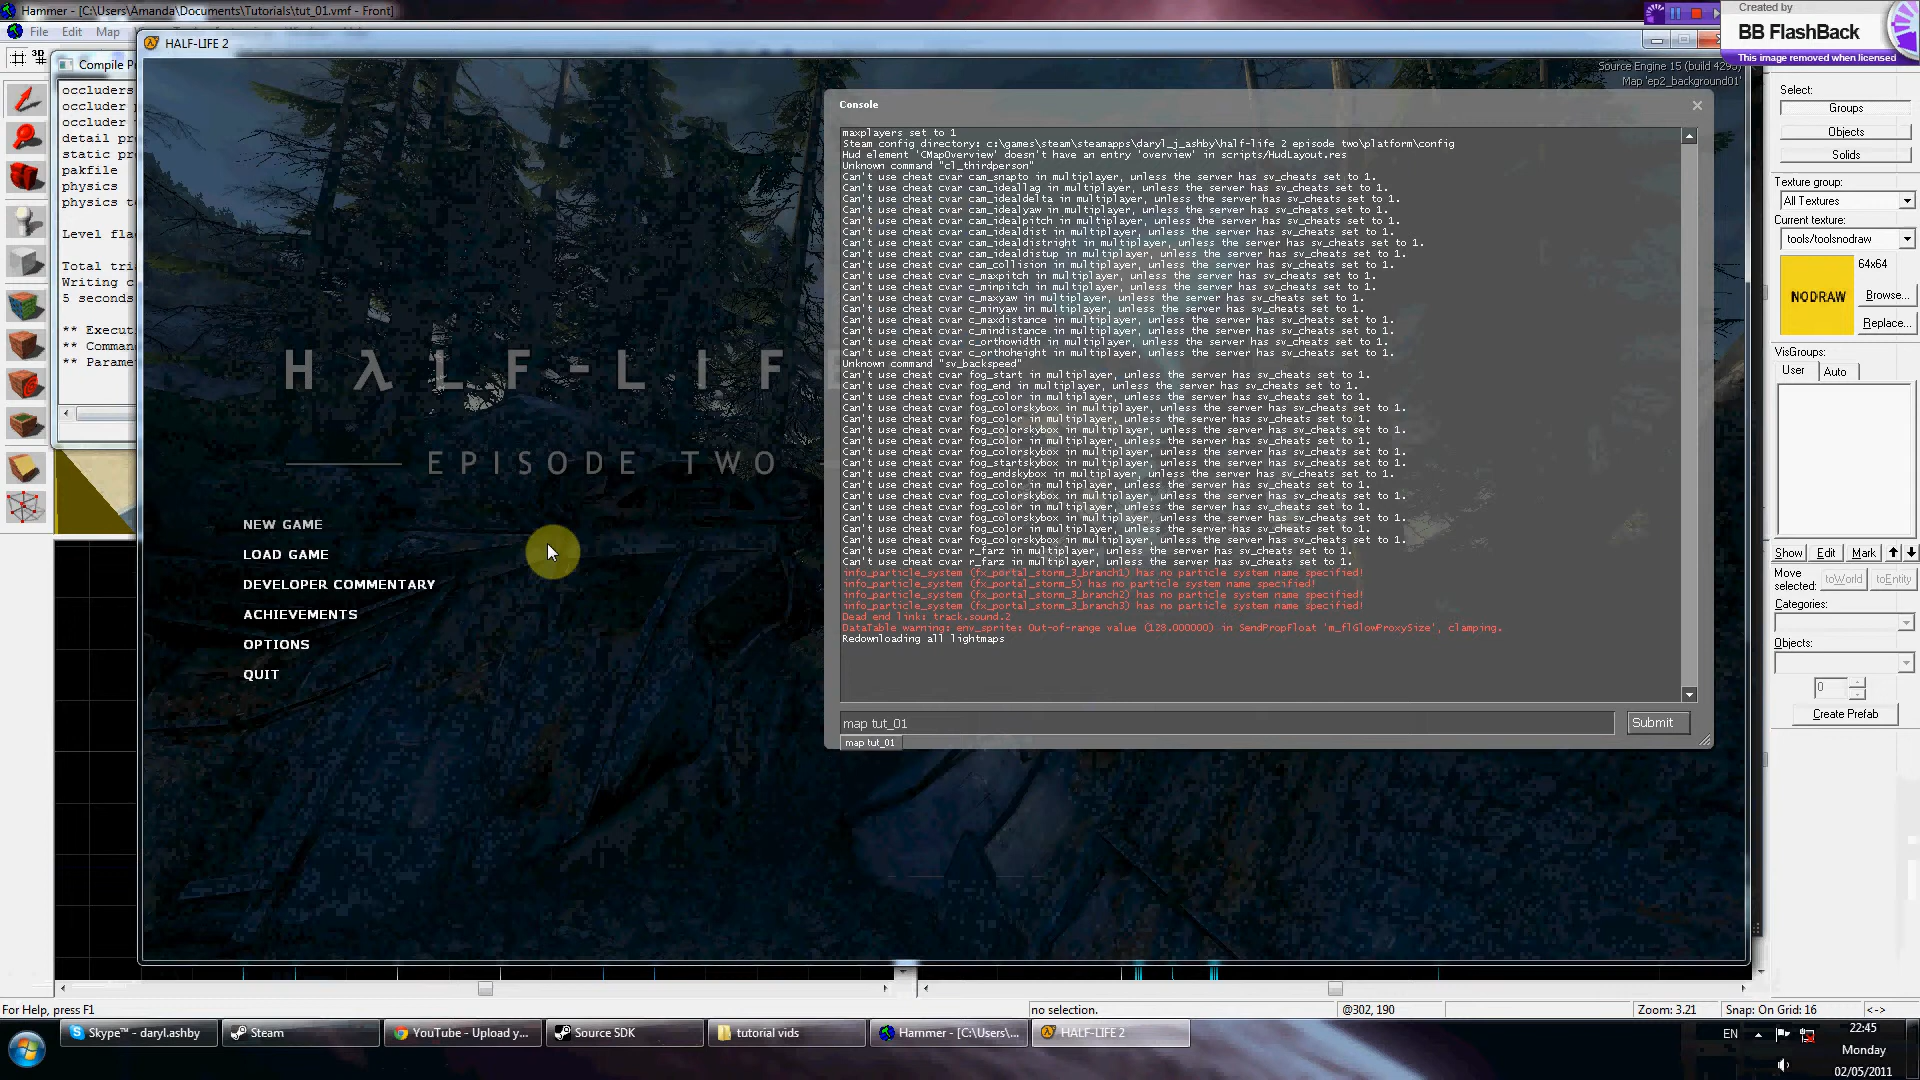 Hammer - [C:\Users\Amanda\Documents\Tutorials\tut_01.vmf - Front]
Created by
BB FlashBack
This image removed when licensed
File Edit Map
HALF-LIFE 2
Compile Pr
occluders
occluder p
occluder
detail pro
static pro
pakfile
physics
physics te
Level flag
Total tri
Writing c
5 seconds
** Executi
** Comman
** Parame
Source Engine 15 (build 4295
Map 'ep2_background01'
HALF-LIFE
EPISODE TWO
NEW GAME
LOAD GAME
DEVELOPER COMMENTARY
ACHIEVEMENTS
OPTIONS
QUIT
Console
maxplayers set to 1
Steam config directory: c:\games\steam\steamapps\daryl_j_ashby\half-life 2 episode two\platform\config
Hud element 'CMapOverview' doesn't have an entry 'overview' in scripts/HudLayout.res
Unknown command "cl_thirdperson"
Can't use cheat cvar cam_snapto in multiplayer, unless the server has sv_cheats set to 1.
Can't use cheat cvar cam_ideallag in multiplayer, unless the server has sv_cheats set to 1.
Can't use cheat cvar cam_idealdelta in multiplayer, unless the server has sv_cheats set to 1.
Can't use cheat cvar cam_idealyaw in multiplayer, unless the server has sv_cheats set to 1.
Can't use cheat cvar cam_idealpitch in multiplayer, unless the server has sv_cheats set to 1.
Can't use cheat cvar cam_idealdist in multiplayer, unless the server has sv_cheats set to 1.
Can't use cheat cvar cam_idealdistright in multiplayer, unless the server has sv_cheats set to 1.
Can't use cheat cvar cam_idealdistup in multiplayer, unless the server has sv_cheats set to 1.
Can't use cheat cvar cam_collision in multiplayer, unless the server has sv_cheats set to 1.
Can't use cheat cvar c_maxpitch in multiplayer, unless the server has sv_cheats set to 1.
Can't use cheat cvar c_minpitch in multiplayer, unless the server has sv_cheats set to 1.
Can't use cheat cvar c_maxyaw in multiplayer, unless the server has sv_cheats set to 1.
Can't use cheat cvar c_minyaw in multiplayer, unless the server has sv_cheats set to 1.
Can't use cheat cvar c_maxdistance in multiplayer, unless the server has sv_cheats set to 1.
Can't use cheat cvar c_mindistance in multiplayer, unless the server has sv_cheats set to 1.
Can't use cheat cvar c_orthowidth in multiplayer, unless the server has sv_cheats set to 1.
Can't use cheat cvar c_orthoheight in multiplayer, unless the server has sv_cheats set to 1.
Unknown command "sv_backspeed"
Can't use cheat cvar fog_start in multiplayer, unless the server has sv_cheats set to 1.
Can't use cheat cvar fog_end in multiplayer, unless the server has sv_cheats set to 1.
Can't use cheat cvar fog_color in multiplayer, unless the server has sv_cheats set to 1.
Can't use cheat cvar fog_colorskybox in multiplayer, unless the server has sv_cheats set to 1.
Can't use cheat cvar fog_color in multiplayer, unless the server has sv_cheats set to 1.
Can't use cheat cvar fog_colorskybox in multiplayer, unless the server has sv_cheats set to 1.
Can't use cheat cvar fog_color in multiplayer, unless the server has sv_cheats set to 1.
Can't use cheat cvar fog_colorskybox in multiplayer, unless the server has sv_cheats set to 1.
Can't use cheat cvar fog_startskybox in multiplayer, unless the server has sv_cheats set to 1.
Can't use cheat cvar fog_endskybox in multiplayer, unless the server has sv_cheats set to 1.
Can't use cheat cvar fog_color in multiplayer, unless the server has sv_cheats set to 1.
Can't use cheat cvar fog_colorskybox in multiplayer, unless the server has sv_cheats set to 1.
Can't use cheat cvar fog_color in multiplayer, unless the server has sv_cheats set to 1.
Can't use cheat cvar fog_colorskybox in multiplayer, unless the server has sv_cheats set to 1.
Can't use cheat cvar fog_color in multiplayer, unless the server has sv_cheats set to 1.
Can't use cheat cvar fog_colorskybox in multiplayer, unless the server has sv_cheats set to 1.
Can't use cheat cvar r_farz in multiplayer, unless the server has sv_cheats set to 1.
Can't use cheat cvar r_farz in multiplayer, unless the server has sv_cheats set to 1.
info_particle_system (fx_portal_storm_3_branch1) has no particle system name specified!
info_particle_system (fx_portal_storm_5) has no particle system name specified!
info_particle_system (fx_portal_storm_3_branch2) has no particle system name specified!
info_particle_system (fx_portal_storm_3_branch3) has no particle system name specified!
Dead end link: track.sound.2
DataTable warning: env_sprite: Out-of-range value (128.000000) in SendPropFloat 'm_flGlowProxySize', clamping.
Redownloading all lightmaps
map tut_01
Submit
map tut_01
Select:
Groups
Objects
Solids
Texture group:
All Textures
Current texture:
tools/toolsnodraw
64x64
NODRAW
Browse...
Replace...
VisGroups:
User Auto
Show Edit Mark
Move selected:
toWorld toEntity
Categories:
Objects:
0
Create Prefab
For Help, press F1
no selection.
@302, 190
Zoom: 3.21
Snap: On Grid: 16
<->
Skype™ - daryl.ashby
Steam
YouTube - Upload y...
Source SDK
tutorial vids
Hammer - [C:\Users\...
HALF-LIFE 2
EN
22:45
Monday
02/05/2011